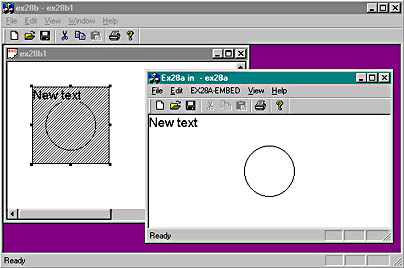 ex28b - ex28b1
File Edit View Window Help
ex28b1
New text
Ex28a in - ex28a
File Edit EX28A-EMBED View Help
New text
Ready
Ready